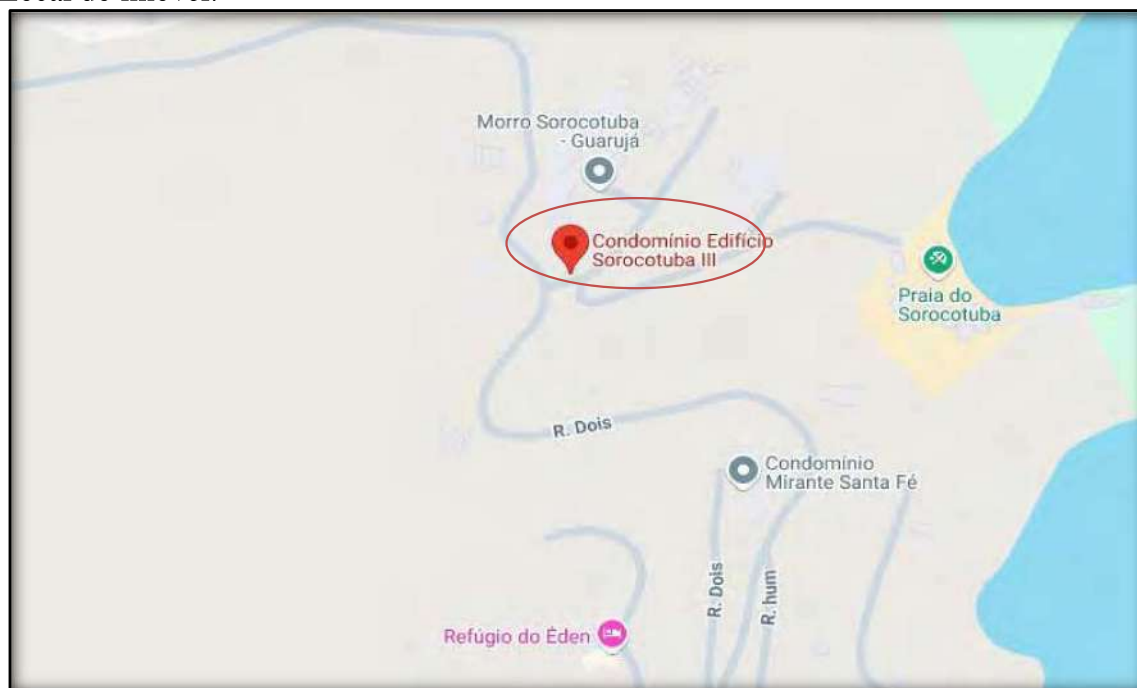 Morro Sorocotuba
- Guarujá
Condomínio Edifício
Sorocotuba III
Praia do
Sorocotuba
R. Dois
Condomínio
Mirante Santa Fé
R. Dois
R. hum
Refúgio do Éden